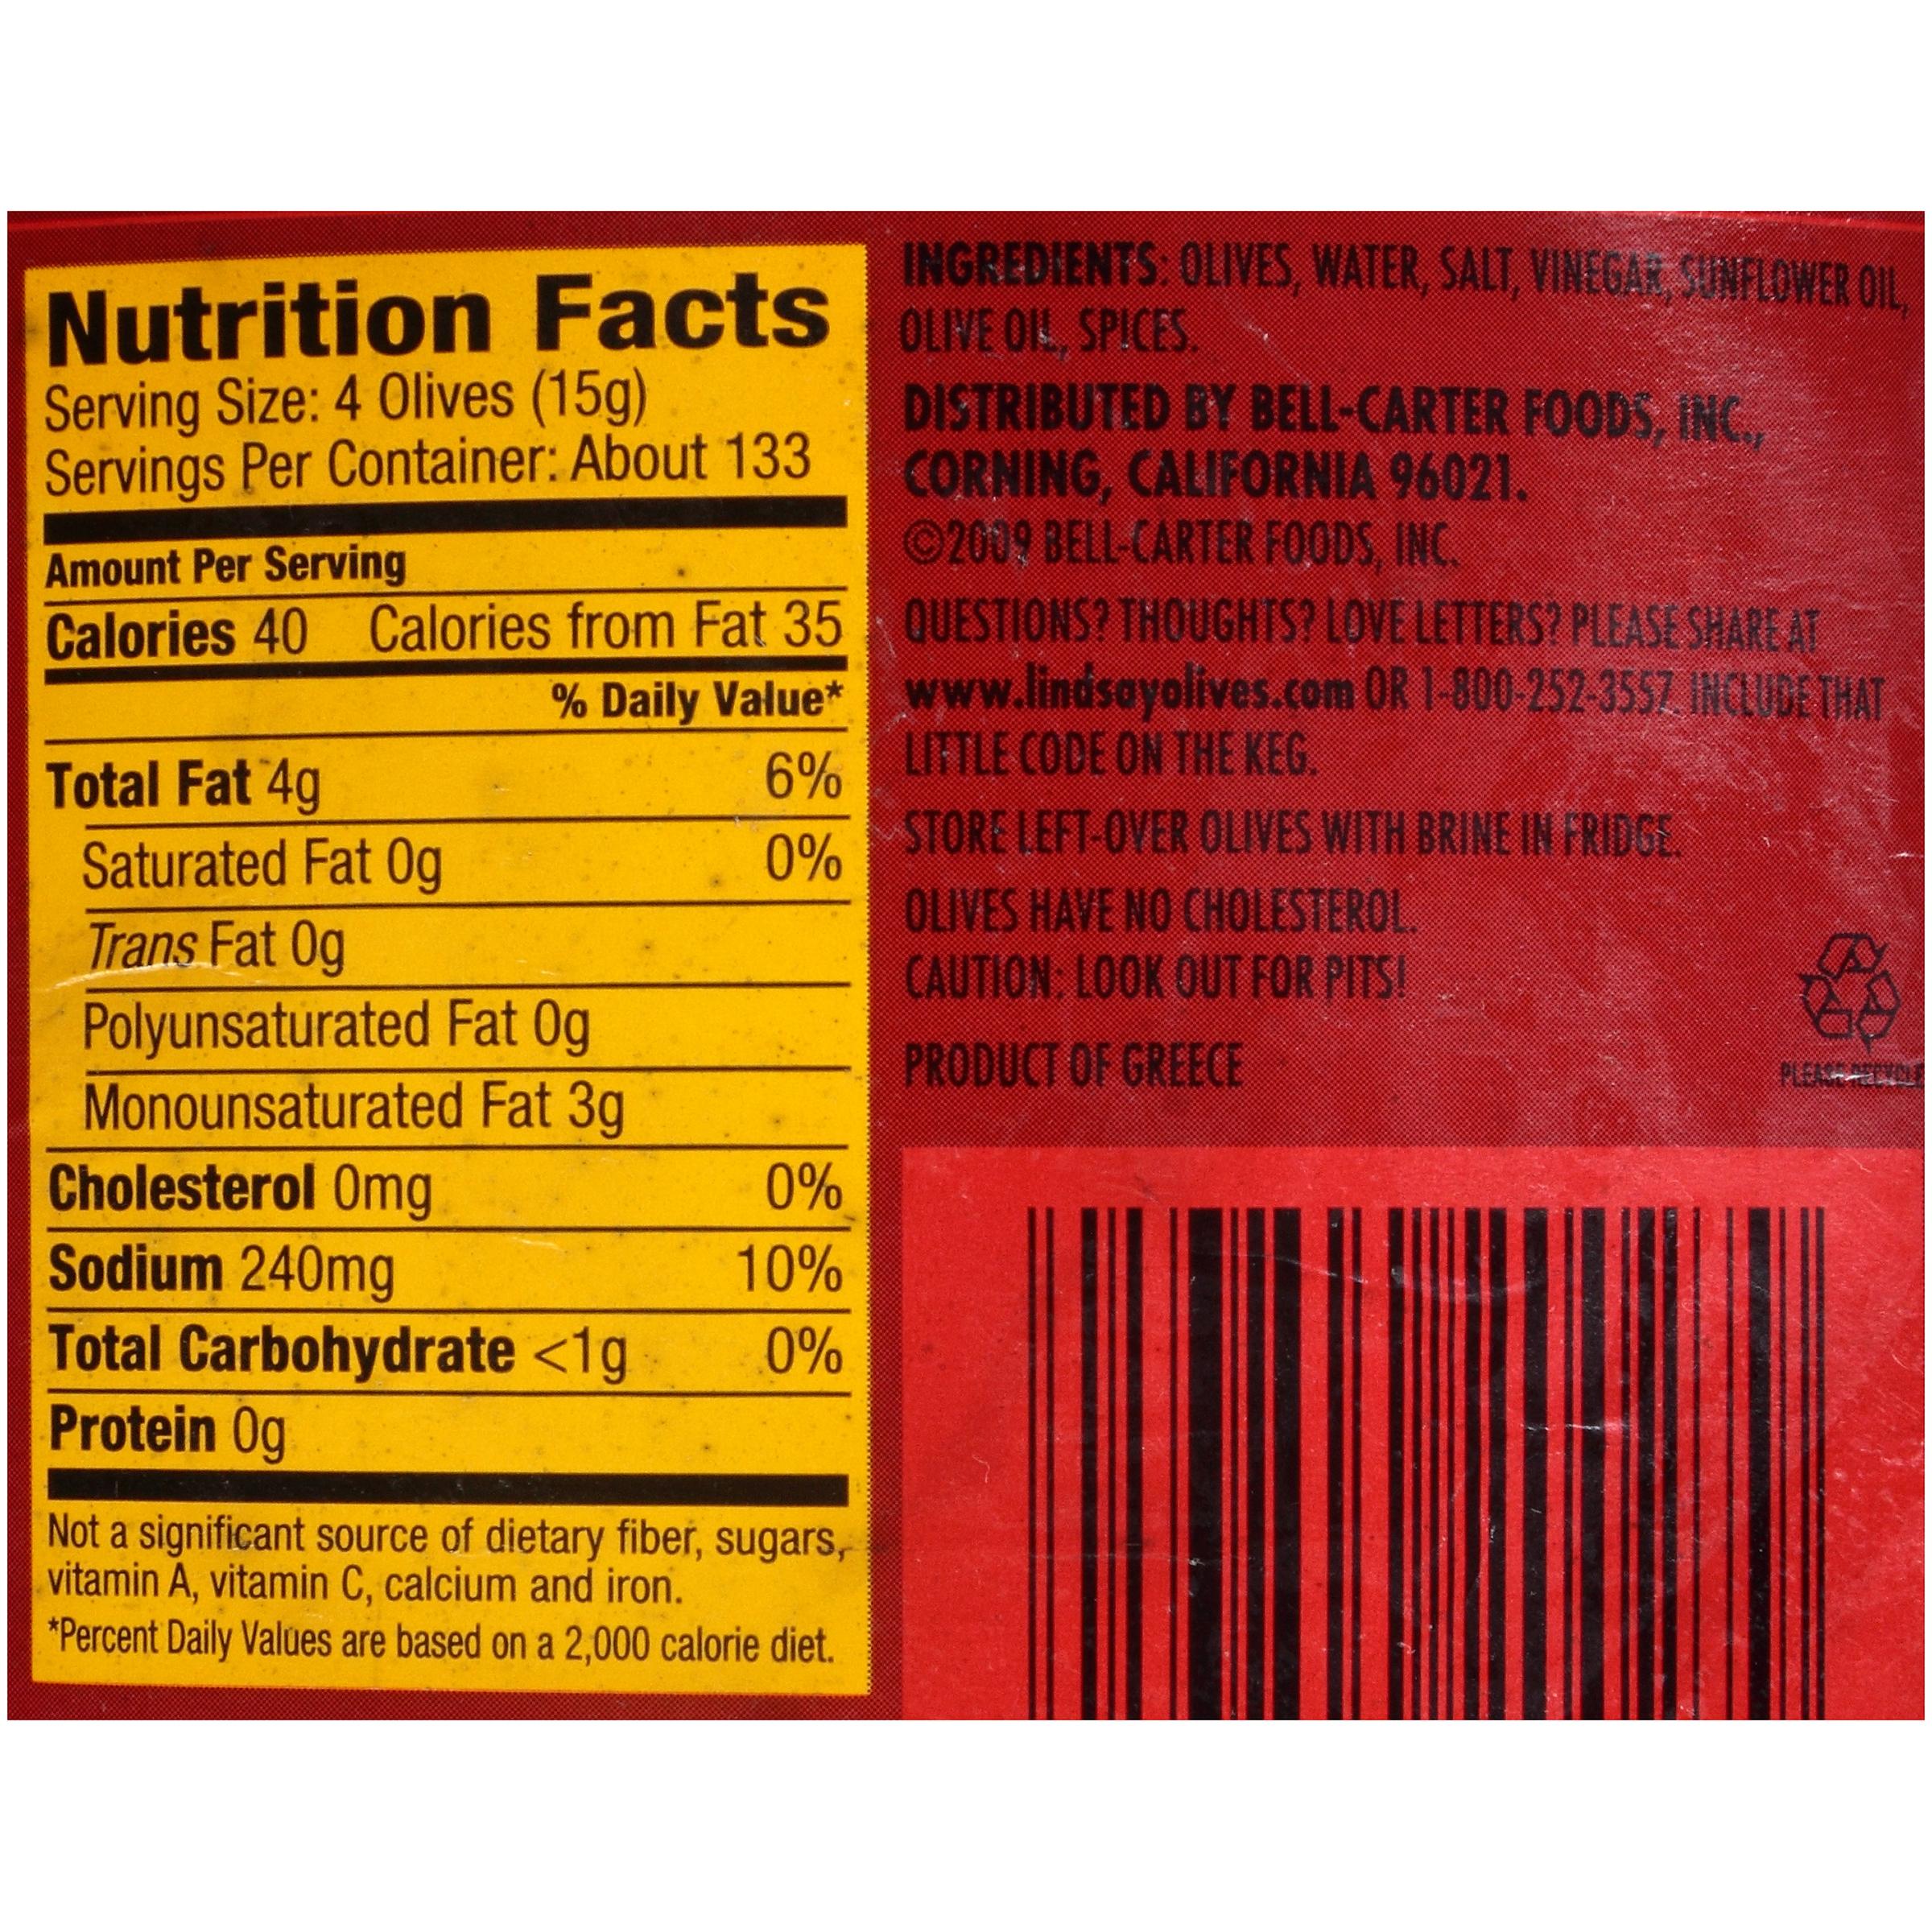 Nutrition Facts
Serving Size: 4 Olives (15g)
Servings Per Container: About 133
Amount Per Serving
Calories 40 Calories from Fat 35
% Daily Value*
Total Fat 4g 6%
Saturated Fat 0g 0%
Trans Fat 0g
Polyunsaturated Fat 0g
Monounsaturated Fat 3g
Cholesterol 0mg 0%
Sodium 240mg 10%
Total Carbohydrate <1g 0%
Protein 0g
Not a significant source of dietary fiber, sugars,
vitamin A, vitamin C, calcium and iron.
*Percent Daily Values are based on a 2,000 calorie diet.
INGREDIENTS: OLIVES, WATER, SALT, VINEGAR, SUNFLOWER OIL,
OLIVE OIL, SPICES.
DISTRIBUTED BY BELL-CARTER FOODS, INC.,
CORNING, CALIFORNIA 96021.
©2009 BELL-CARTER FOODS, INC.
QUESTIONS? THOUGHTS? LOVE LETTERS? PLEASE SHARE AT
www.lindsayolives.com OR 1-800-252-3557. INCLUDE THAT
LITTLE CODE ON THE KEG.
STORE LEFT-OVER OLIVES WITH BRINE IN FRIDGE.
OLIVES HAVE NO CHOLESTEROL.
CAUTION: LOOK OUT FOR PITS!
PRODUCT OF GREECE
PLEASE RECYCLE